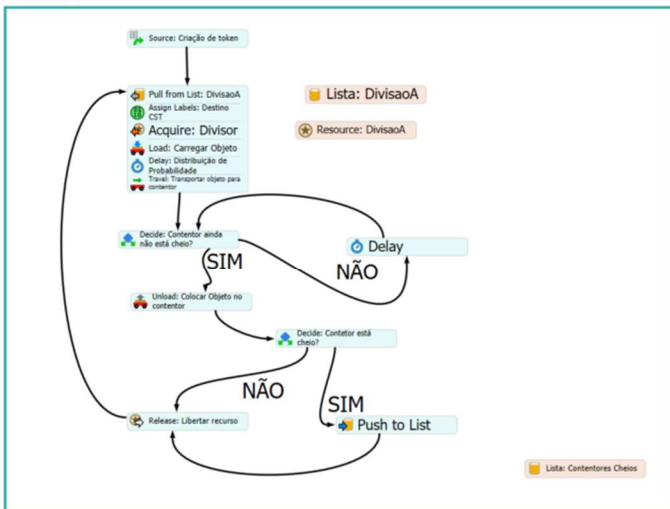 Source: Criação de token
Pull from List: DivisaoA
Assign Labels: Destino
CST
Acquire: Divisor
Load: Carregar Objeto
Delay: Distribuição de
Probabilidade
Travel: Transportar objeto para
contentor
Lista: DivisaoA
Resource: DivisaoA
Decide: Contentor ainda
não está cheio?
Delay
SIM
NÃO
Unload: Colocar Objeto no
contentor
Decide: Contetor está
cheio?
NÃO
SIM
Release: Libertar recurso
Push to List
Lista: Contentores Cheios